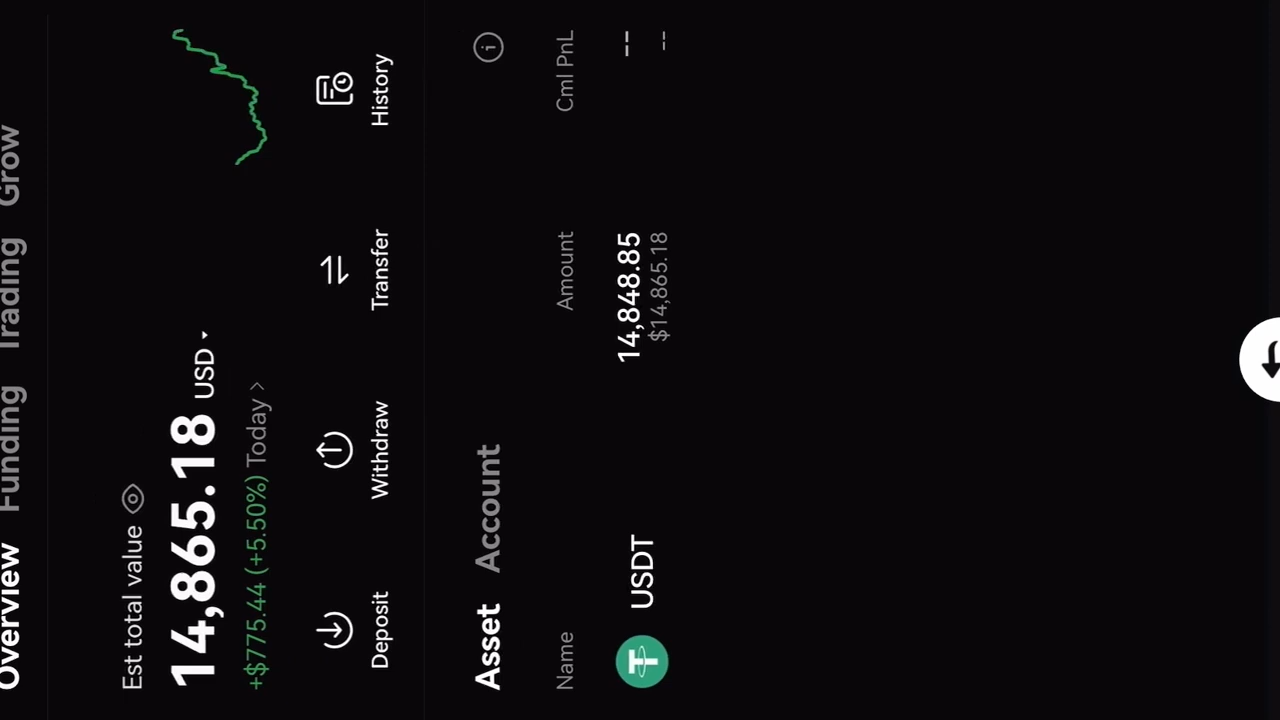 Overview Funding Trading Grow
Est total value
14,865.18 USD
+$775.44 (+5.50%) Today >
Deposit Withdraw Transfer History
Asset Account
Name Amount Cml PnL
USDT 14,848.85 --
$14,865.18 --